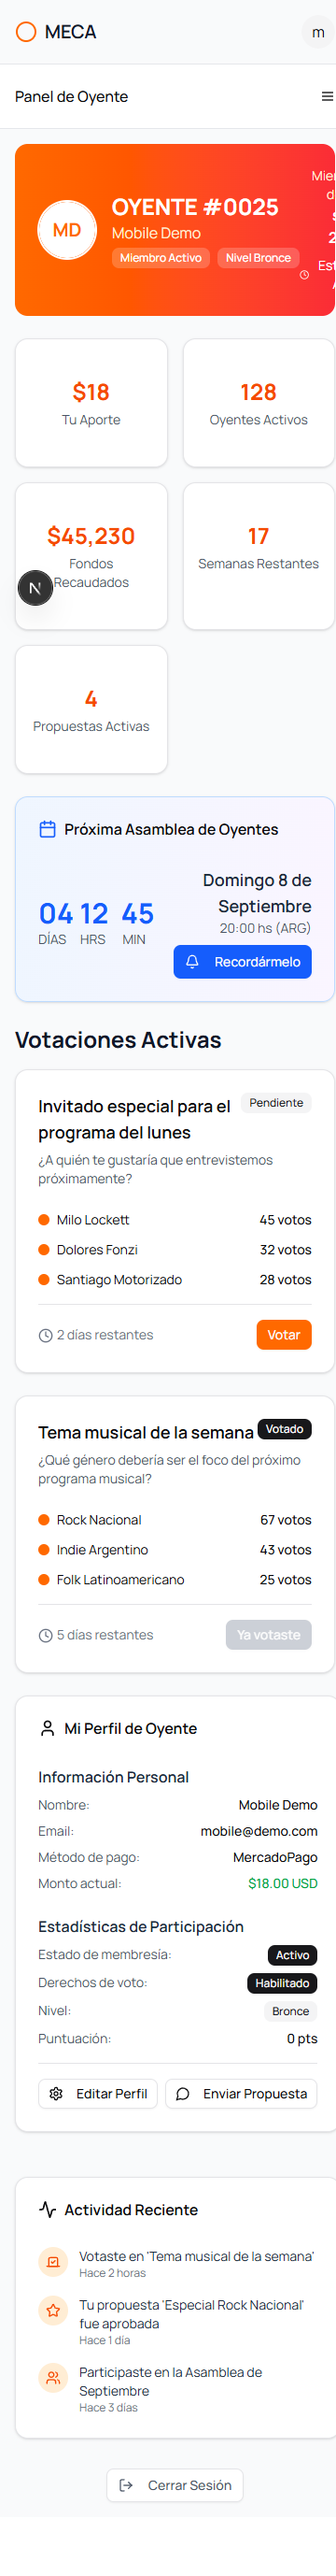 MECA
m
Panel de Oyente
MD
OYENTE #0025
Mobile Demo
Miembro Activo
Nivel Bronce
$18
Tu Aporte
128
Oyentes Activos
$45,230
Fondos
Recaudados
17
Semanas Restantes
N
4
Propuestas Activas
Próxima Asamblea de Oyentes
04 12 45
DÍAS HRS MIN
Domingo 8 de
Septiembre
20:00 hs (ARG)
Recordármelo
Votaciones Activas
Invitado especial para el
programa del lunes
Pendiente
¿A quién te gustaría que entrevistemos
próximamente?
Milo Lockett 45 votos
Dolores Fonzi 32 votos
Santiago Motorizado 28 votos
2 días restantes
Votar
Tema musical de la semana
Votado
¿Qué género debería ser el foco del próximo
programa musical?
Rock Nacional 67 votos
Indie Argentino 43 votos
Folk Latinoamericano 25 votos
5 días restantes
Ya votaste
Mi Perfil de Oyente
Información Personal
Nombre: Mobile Demo
Email: mobile@demo.com
Método de pago: MercadoPago
Monto actual: $18.00 USD
Estadísticas de Participación
Estado de membresía: Activo
Derechos de voto: Habilitado
Nivel: Bronce
Puntuación: 0 pts
Editar Perfil
Enviar Propuesta
Actividad Reciente
Votaste en 'Tema musical de la semana'
Hace 2 horas
Tu propuesta 'Especial Rock Nacional'
fue aprobada
Hace 1 día
Participaste en la Asamblea de
Septiembre
Hace 3 días
Cerrar Sesión